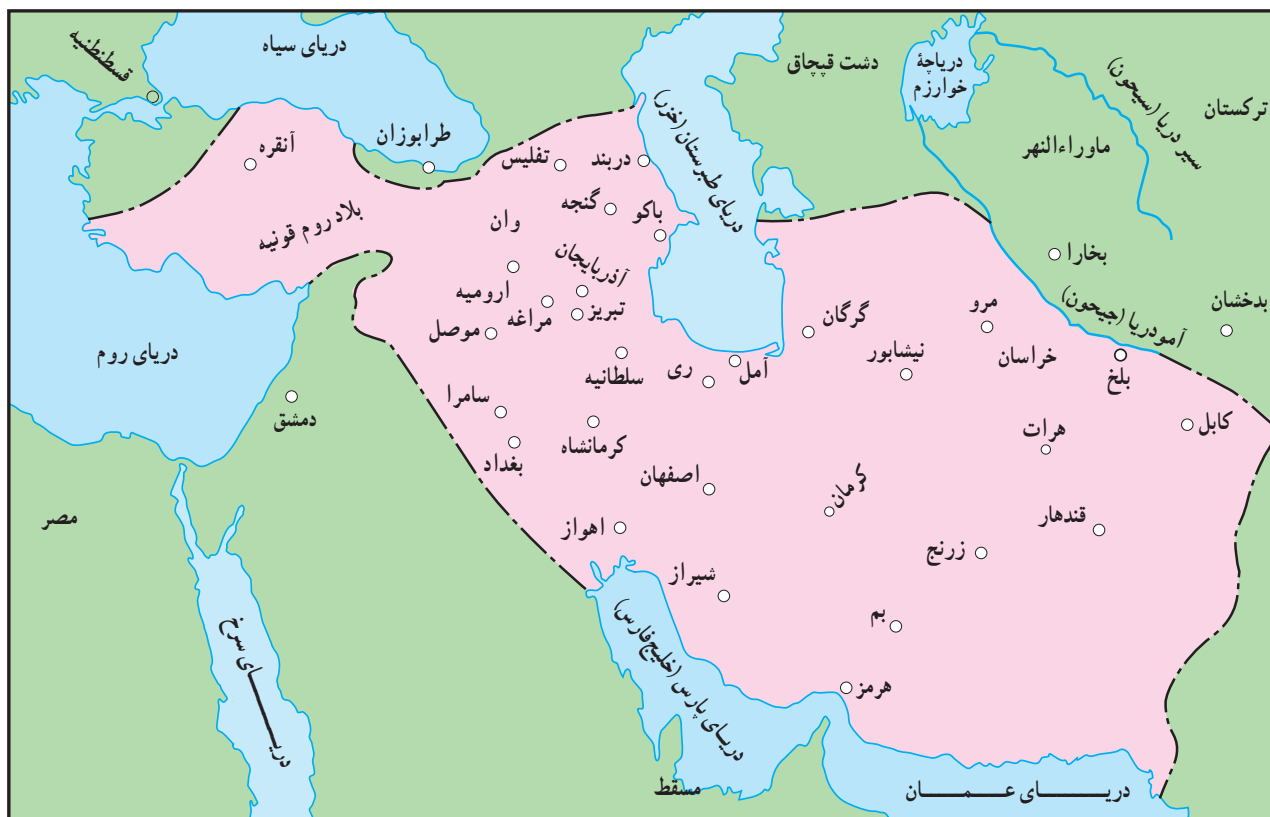 دریای سیاه
قسطنطنیه
دشت قپچاق
دریاچهٔ
خوارزم
سیر دریا (سیحون)
ترکستان
ماوراءالنهر
آنقره
طرابوزان
تفلیس
دربند
دریای طبرستان (خزر)
گنجه
باکو
بلاد روم قونیه
وان
آذربایجان
بخارا
بدخشان
آمودریا (جیحون)
ارومیه
مراغه
تبریز
موصل
گرگان
مرو
خراسان
نیشابور
بلخ
دریای روم
سلطانیه
ری
آمل
دمشق
سامرا
کرمانشاه
بغداد
هرات
کابل
اصفهان
کرمان
قندهار
مصر
اهواز
زرنج
شیراز
بم
دریای سرخ
دریای پارس (خلیج‌فارس)
هرمز
مسقط
دریای عمان